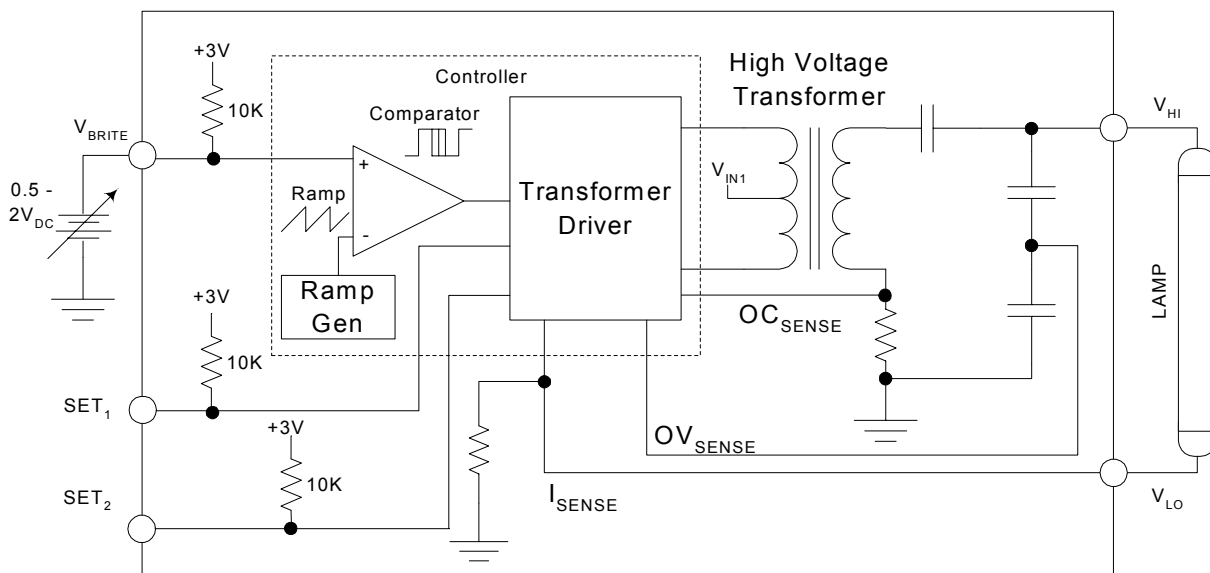 +3V
10K
Controller
Comparator
High Voltage
Transformer
V_HI
V_BRITE
+
0.5 -
2V_DC
Ramp
-
Transformer
Driver
V_IN1
Ramp
Gen
LAMP
+3V
10K
OC_SENSE
SET_1
+3V
10K
OV_SENSE
SET_2
I_SENSE
V_LO